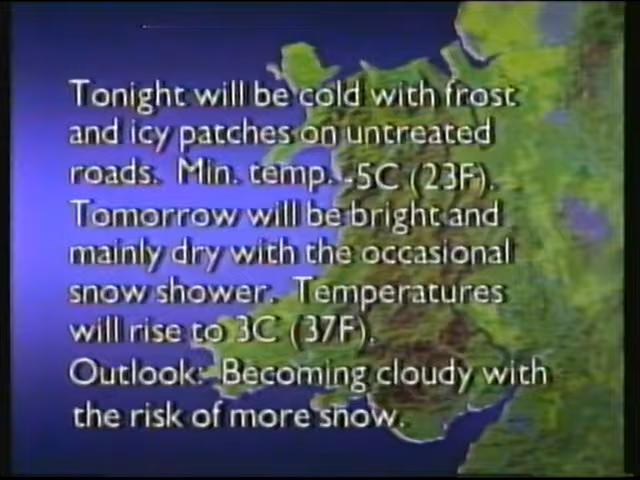 Tonight will be cold with frost
and icy patches on untreated
roads. Min. temp. -5C (23F).
Tomorrow will be bright and
mainly dry with the occasional
snow shower. Temperatures
will rise to 3C (37F).
Outlook: Becoming cloudy with
the risk of more snow.